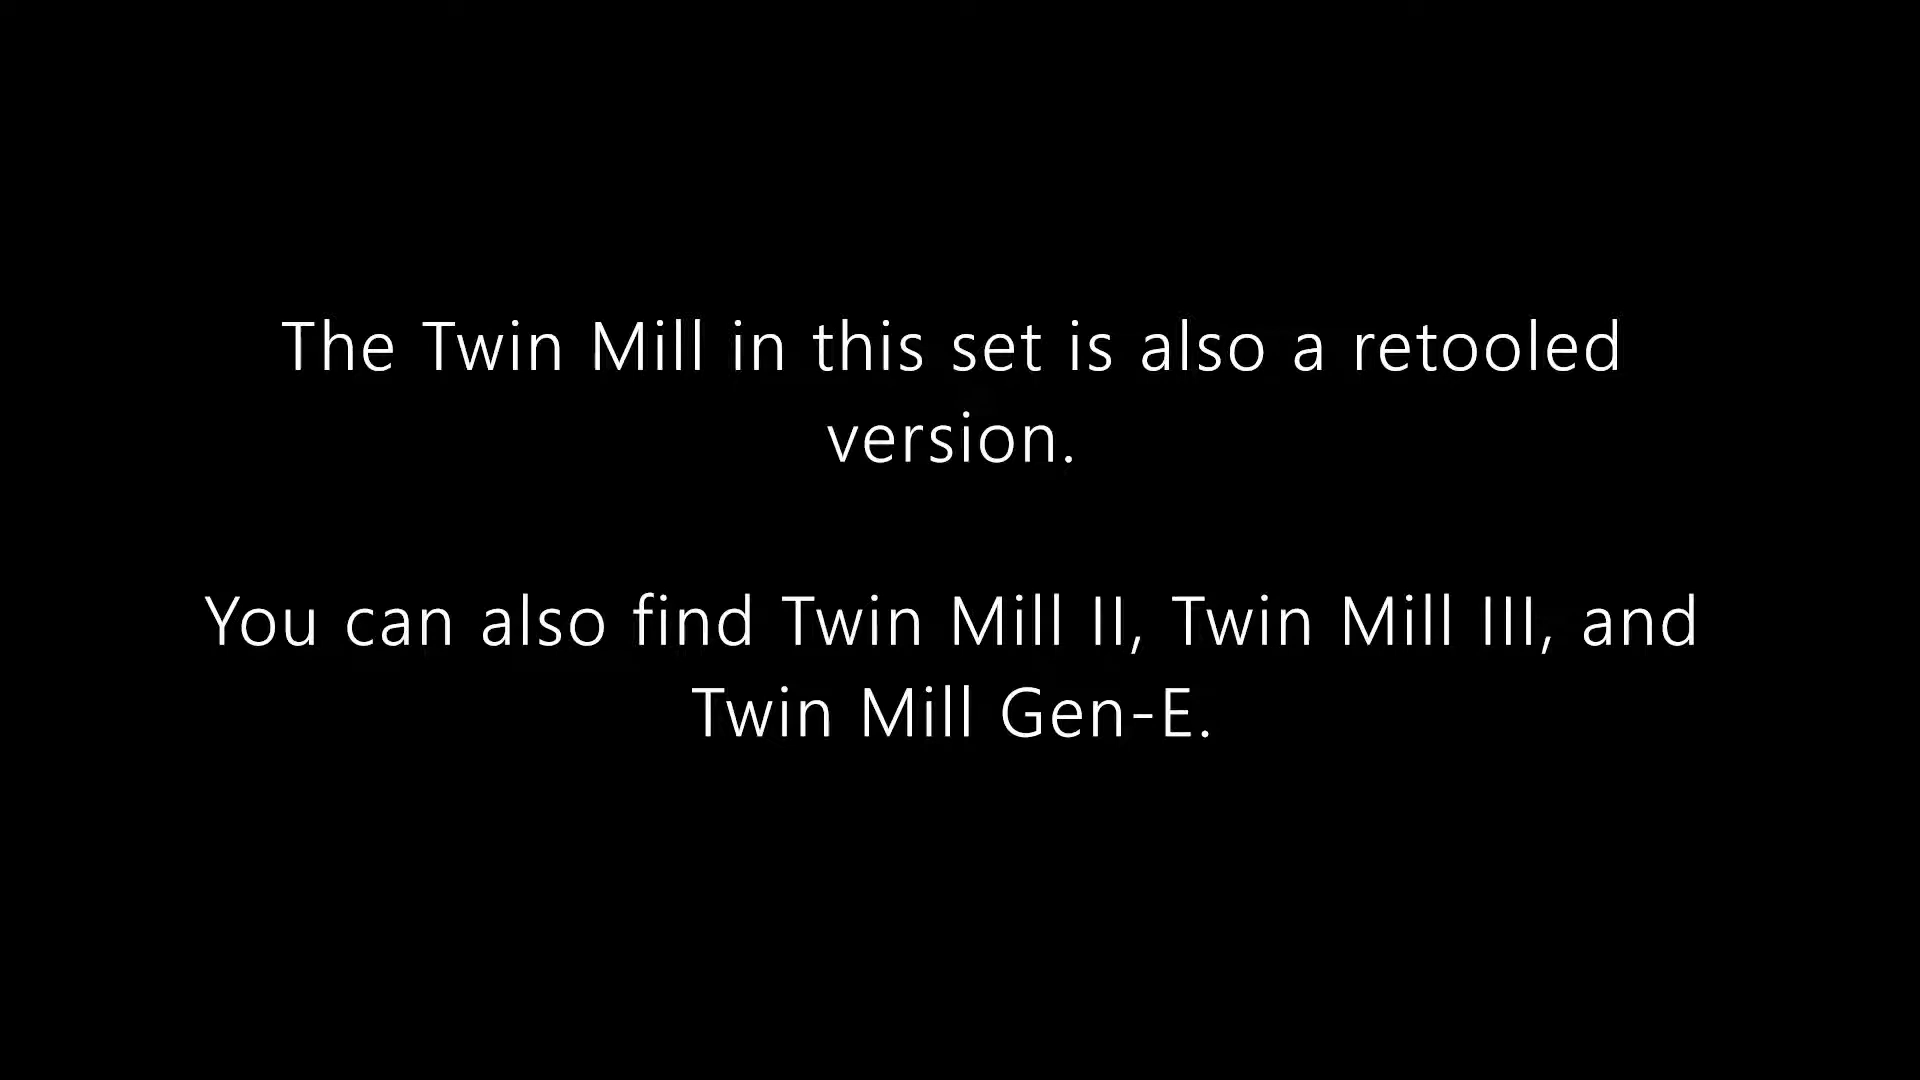 The Twin Mill in this set is also a retooled
version.
You can also find Twin Mill II, Twin Mill III, and
Twin Mill Gen-E.